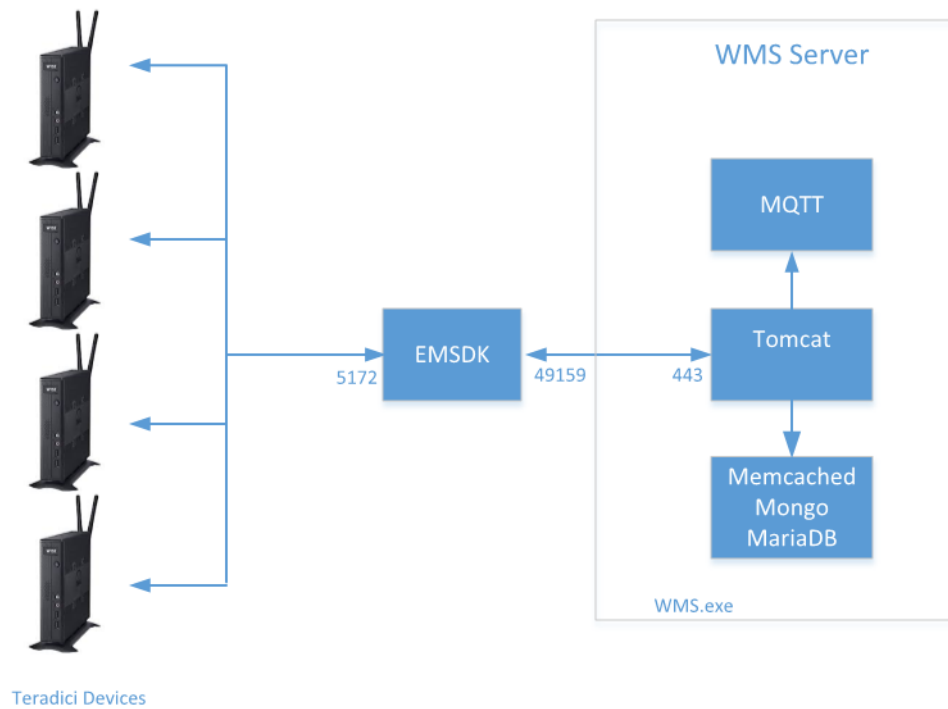 WMS Server
MQTT
Tomcat
EMSDK
5172
49159
443
Memcached
Mongo
MariaDB
WMS.exe
Teradici Devices